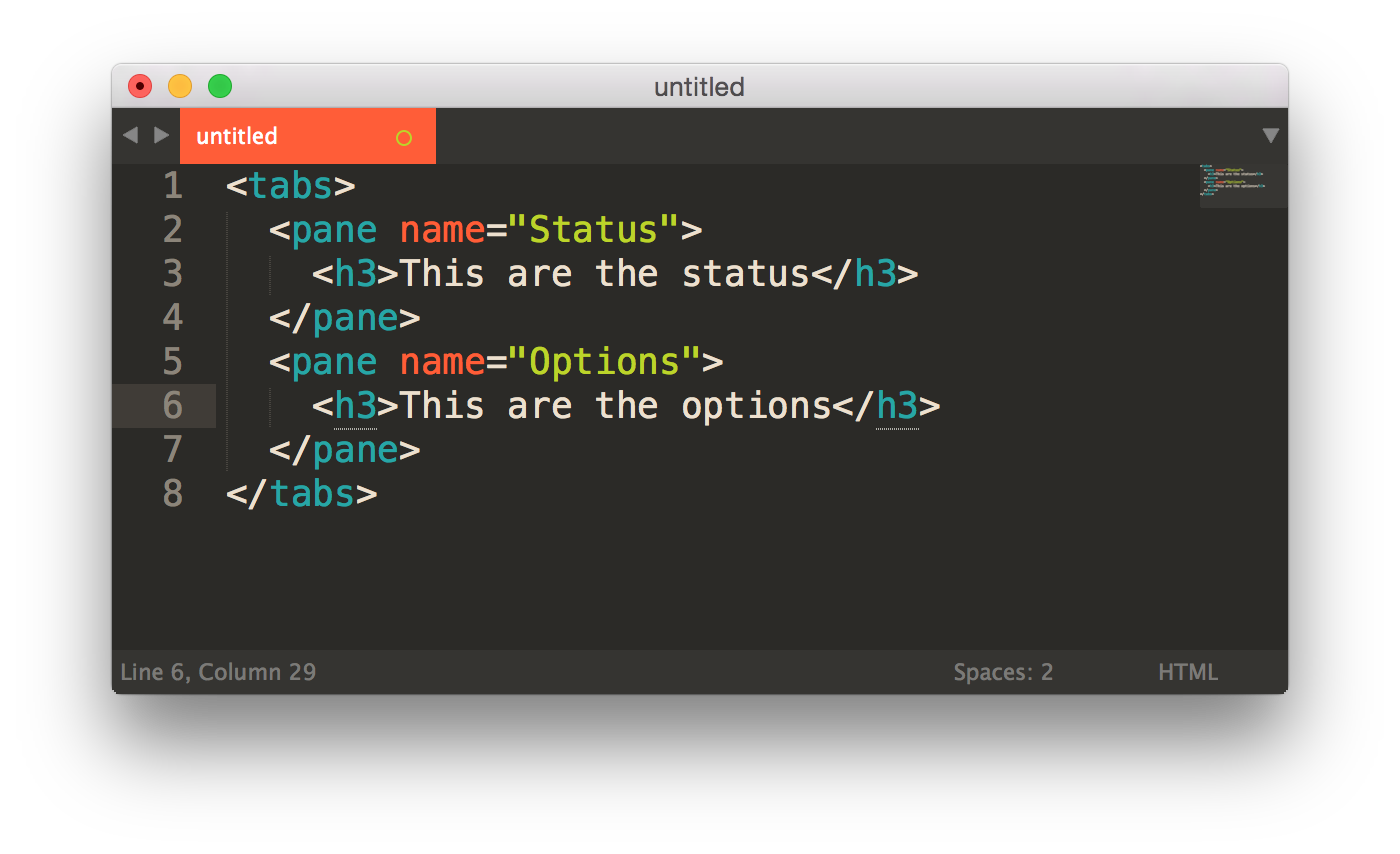 untitled
untitled
1 <tabs>
2   <pane name="Status">
3     <h3>This are the status</h3>
4   </pane>
5   <pane name="Options">
6     <h3>This are the options</h3>
7   </pane>
8 </tabs>
Line 6, Column 29 Spaces: 2 HTML